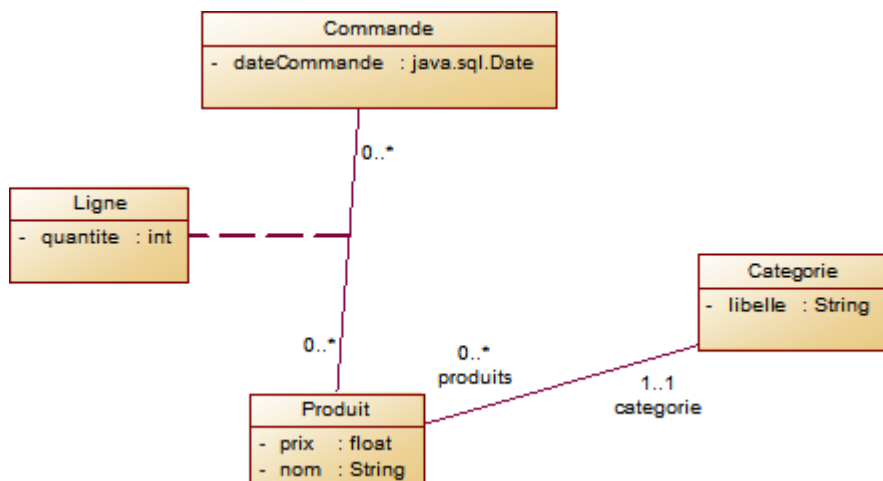 Commande
- dateCommande : java.sql.Date
0..*
Ligne
- quantite : int
Categorie
- libelle : String
0..*
0..*
produits
1..1
categorie
Produit
- prix : float
- nom : String